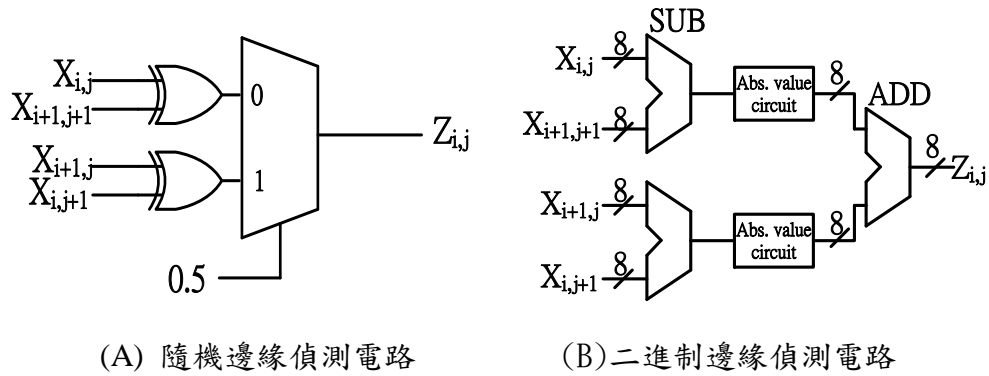 X_{i,j}
X_{i+1,j+1}
X_{i+1,j}
X_{i,j+1}
0
1
0.5
Z_{i,j}
(A) 隨機邊緣偵測電路
SUB
X_{i,j}
8
X_{i+1,j+1}
8
Abs. value
circuit
8
ADD
8
Z_{i,j}
X_{i+1,j}
8
X_{i,j+1}
8
Abs. value
circuit
8
(B)二進制邊緣偵測電路